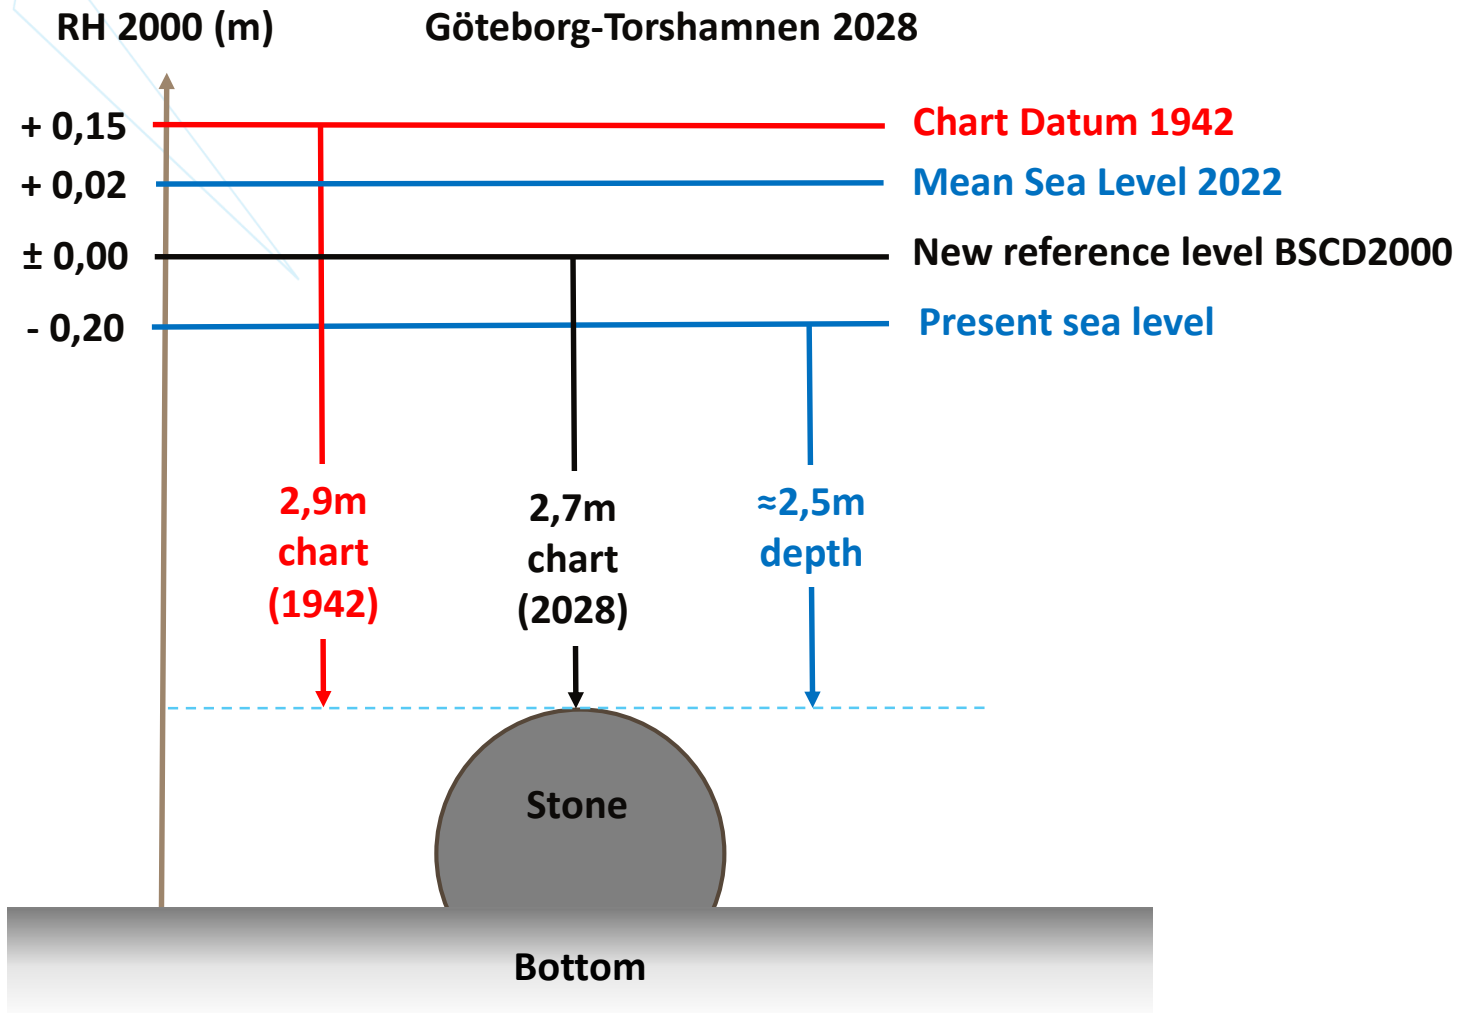 RH 2000 (m)
Göteborg-Torshamnen 2028
+ 0,15
Chart Datum 1942
+ 0,02
Mean Sea Level 2022
± 0,00
New reference level BSCD2000
- 0,20
Present sea level
2,9m
chart
(1942)
2,7m
chart
(2028)
≈2,5m
depth
Stone
Bottom